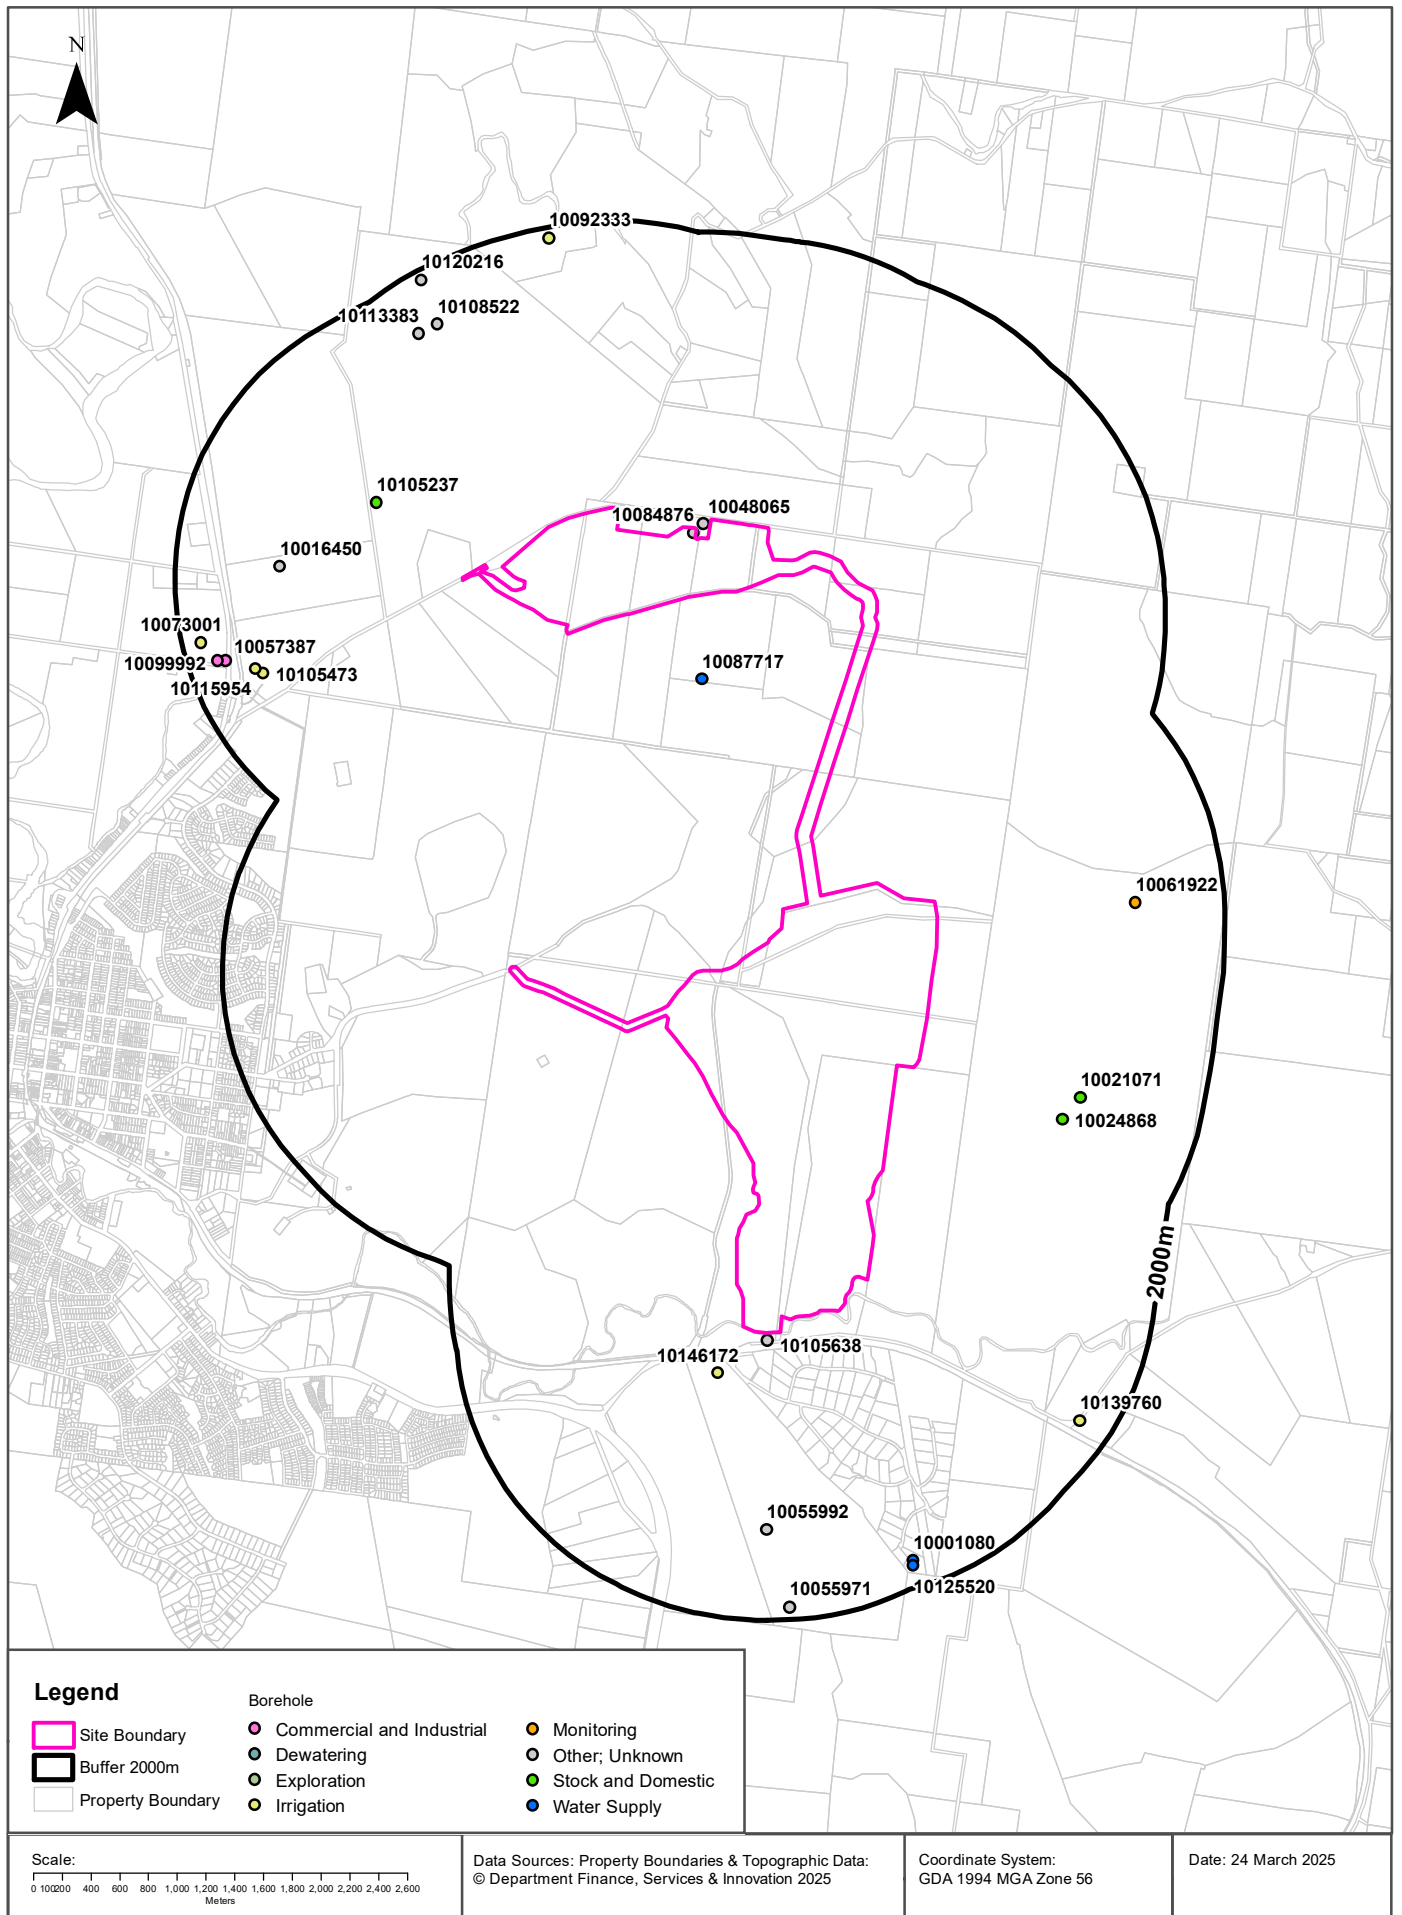 N
10092333
10120216
10108522
10113383
10105237
10048065
10084876
10016450
10073001
10057387
10099992
10087717
10105473
10115954
10061922
10021071
10024868
2000m
10105638
10146172
10139760
10055992
10001080
10125520
10055971
Legend
Site Boundary
Buffer 2000m
Property Boundary
Borehole
Commercial and Industrial
Dewatering
Exploration
Irrigation
Monitoring
Other; Unknown
Stock and Domestic
Water Supply
Scale:
0 100200 400 600 800 1,000 1,200 1,400 1,600 1,800 2,000 2,200 2,400 2,600
Meters
Data Sources: Property Boundaries & Topographic Data:
© Department Finance, Services & Innovation 2025
Coordinate System:
GDA 1994 MGA Zone 56
Date: 24 March 2025